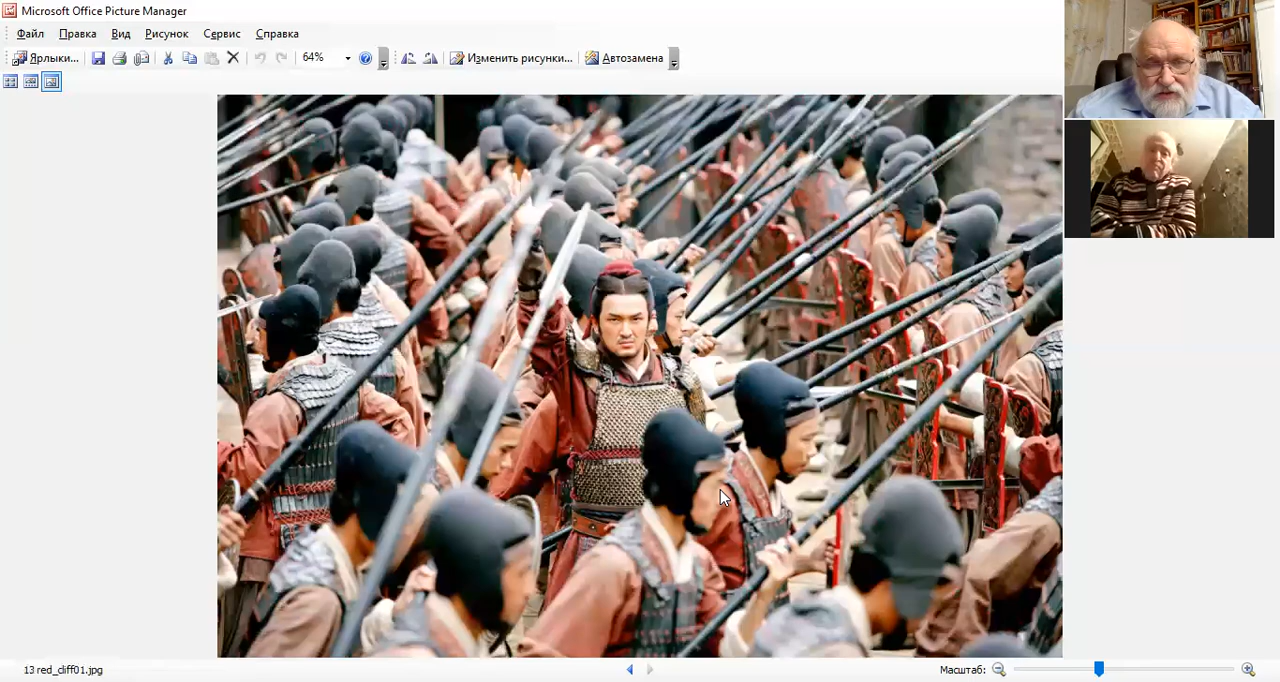 Microsoft Office Picture Manager
Файл Правка Вид Рисунок Сервис Справка
Ярлыки... 64% Изменить рисунки... Автозамена
13 red_cliff01.jpg Масштаб: